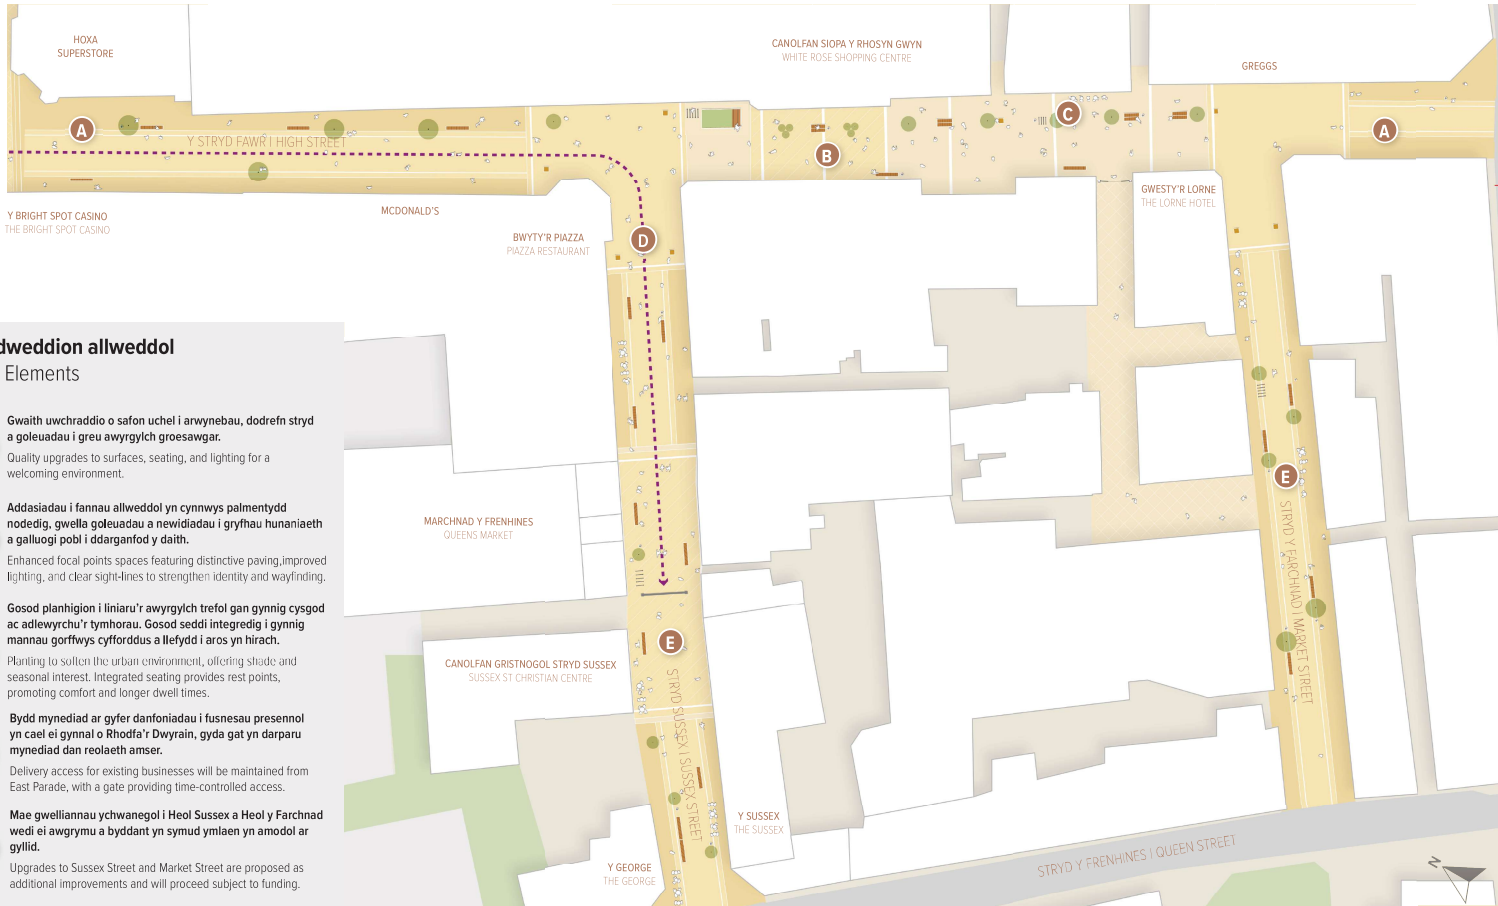 HOXA
SUPERSTORE
CANOLFAN SIOPA Y RHOSYN GWYN
WHITE ROSE SHOPPING CENTRE
GREGGS
A
Y STRYD FAWR I HIGH STREET
B
C
A
Y BRIGHT SPOT CASINO
THE BRIGHT SPOT CASINO
MCDONALD'S
BWYTY'R PIAZZA
PIAZZA RESTAURANT
D
GWESTY'R LORNE
THE LORNE HOTEL
dweddion allweddol
Elements
Gwaith uwchraddio o safon uchel i arwynebau, dodrefn stryd
a goleuadau i greu awyrgylch groesawgar.
Quality upgrades to surfaces, seating, and lighting for a
welcoming environment.
Addasiadau i fannau allweddol yn cynnwys palmentydd
nodedig, gwella goleuadau a newidiadau i gryfhau hunaniaeth
a galluogi pobl i ddarganfod y daith.
Enhanced focal points spaces featuring distinctive paving,improved
lighting, and clear sight-lines to strengthen identity and wayfinding.
Gosod planhigion i liniaru'r awyrgylch trefol gan gynnig cysgod
ac adlewyrchu'r tymhorau. Gosod seddi integredig i gynnig
mannau gorffwys cyfforddus a llefydd i aros yn hirach.
Planting to soften the urban environment, offering shade and
seasonal interest. Integrated seating provides rest points,
promoting comfort and longer dwell times.
Bydd mynediad ar gyfer danfoniadau i fusnesau presennol
yn cael ei gynnal o Rhodfa'r Dwyrain, gyda gat yn darparu
mynediad dan reolaeth amser.
Delivery access for existing businesses will be maintained from
East Parade, with a gate providing time-controlled access.
Mae gwelliannau ychwanegol i Heol Sussex a Heol y Farchnad
wedi ei awgrymu a byddant yn symud ymlaen yn amodol ar
gyllid.
Upgrades to Sussex Street and Market Street are proposed as
additional improvements and will proceed subject to funding.
MARCHNAD Y FRENHINES
QUEENS MARKET
E
STRYD Y FARCHNAD I MARKET STREET
E
CANOLFAN GRISTNOGOL STRYD SUSSEX
SUSSEX ST CHRISTIAN CENTRE
STRYD SUSSEX I SUSSEX STREET
Y SUSSEX
THE SUSSEX
Y GEORGE
THE GEORGE
STRYD Y FRENHINES I QUEEN STREET
N